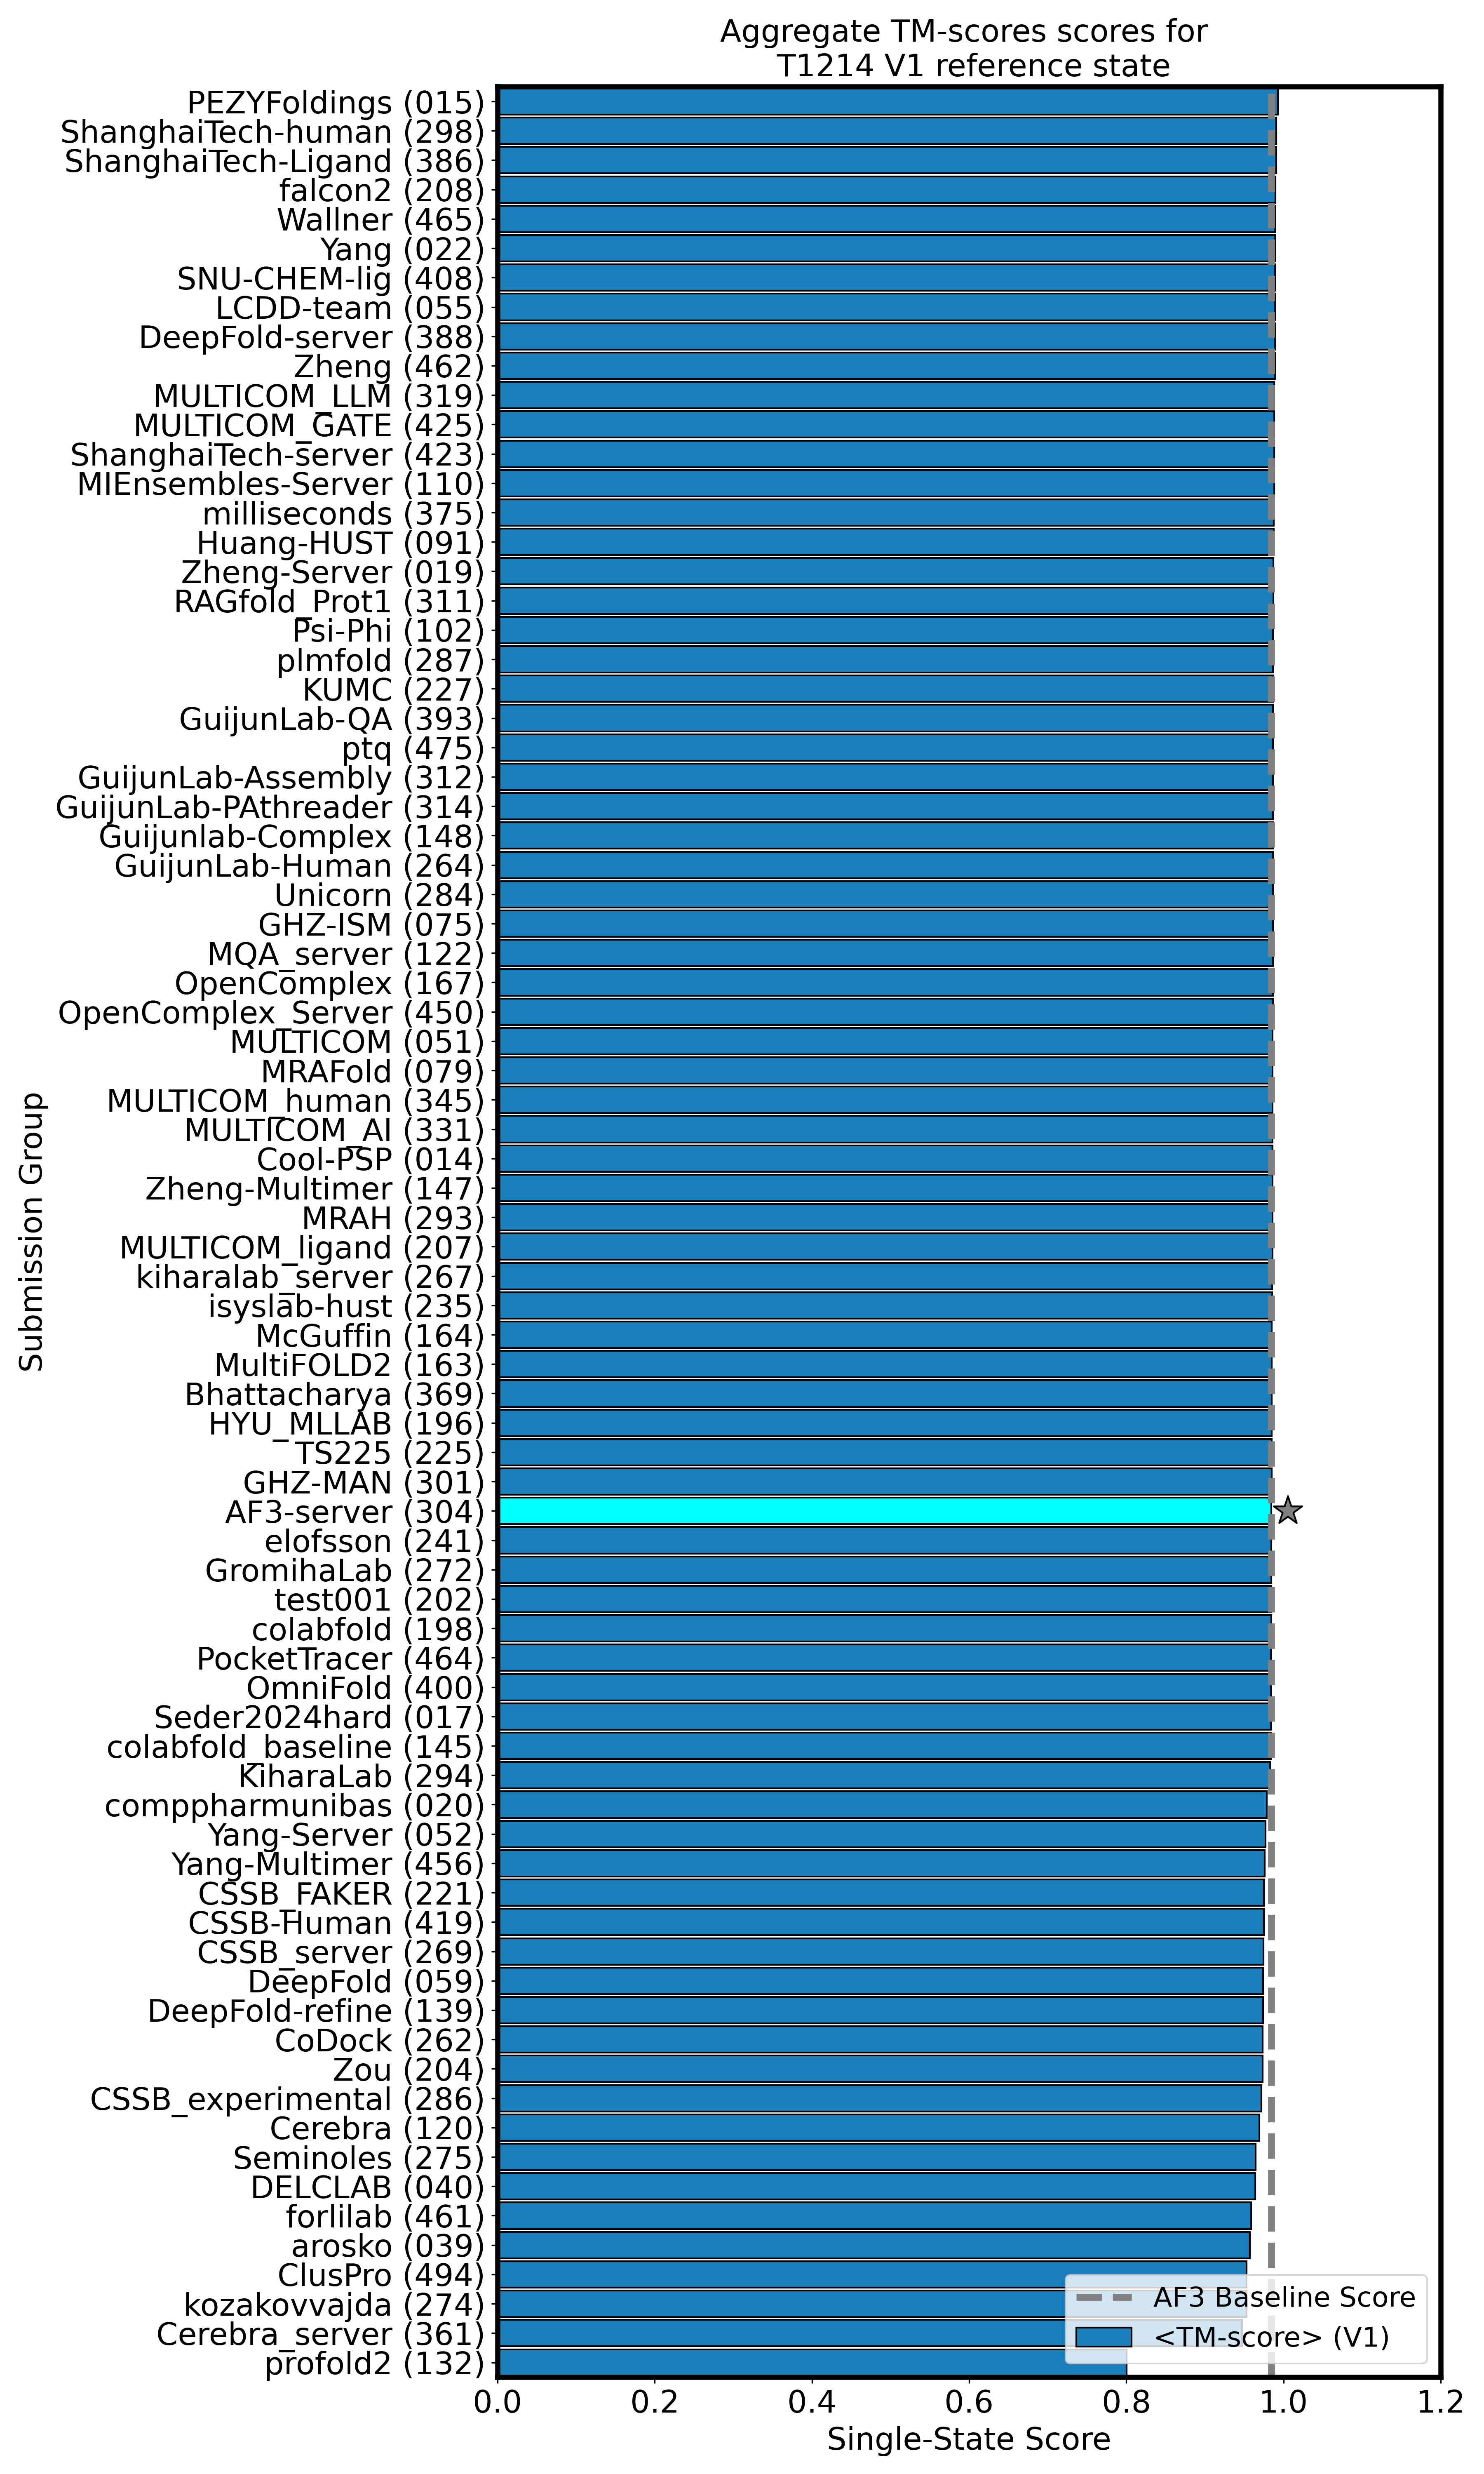 Aggregate TM-scores scores for
T1214 V1 reference state
PEZYFoldings (015)
ShanghaiTech-human (298)
ShanghaiTech-Ligand (386)
falcon2 (208)
Wallner (465)
Yang (022)
SNU-CHEM-lig (408)
LCDD-team (055)
DeepFold-server (388)
Zheng (462)
MULTICOM_LLM (319)
MULTICOM_GATE (425)
ShanghaiTech-server (423)
MIEnsembles-Server (110)
milliseconds (375)
Huang-HUST (091)
Zheng-Server (019)
RAGfold_Prot1 (311)
Psi-Phi (102)
plmfold (287)
KUMC (227)
GuijunLab-QA (393)
ptq (475)
GuijunLab-Assembly (312)
GuijunLab-PAthreader (314)
Guijunlab-Complex (148)
GuijunLab-Human (264)
Unicorn (284)
GHZ-ISM (075)
MQA_server (122)
OpenComplex (167)
OpenComplex_Server (450)
MULTICOM (051)
MRAFold (079)
MULTICOM_human (345)
MULTICOM_AI (331)
Cool-PSP (014)
Zheng-Multimer (147)
MRAH (293)
MULTICOM_ligand (207)
kiharalab_server (267)
isyslab-hust (235)
McGuffin (164)
MultiFOLD2 (163)
Bhattacharya (369)
HYU_MLLAB (196)
TS225 (225)
GHZ-MAN (301)
AF3-server (304)
elofsson (241)
GromihaLab (272)
test001 (202)
colabfold (198)
PocketTracer (464)
OmniFold (400)
Seder2024hard (017)
colabfold_baseline (145)
KiharaLab (294)
comppharmunibas (020)
Yang-Server (052)
Yang-Multimer (456)
CSSB_FAKER (221)
CSSB-Human (419)
CSSB_server (269)
DeepFold (059)
DeepFold-refine (139)
CoDock (262)
Zou (204)
CSSB_experimental (286)
Cerebra (120)
Seminoles (275)
DELCLAB (040)
forlilab (461)
arosko (039)
ClusPro (494)
kozakovvajda (274)
Cerebra_server (361)
profold2 (132)
Submission Group
AF3 Baseline Score
<TM-score> (V1)
0.0 0.2 0.4 0.6 0.8 1.0 1.2
Single-State Score